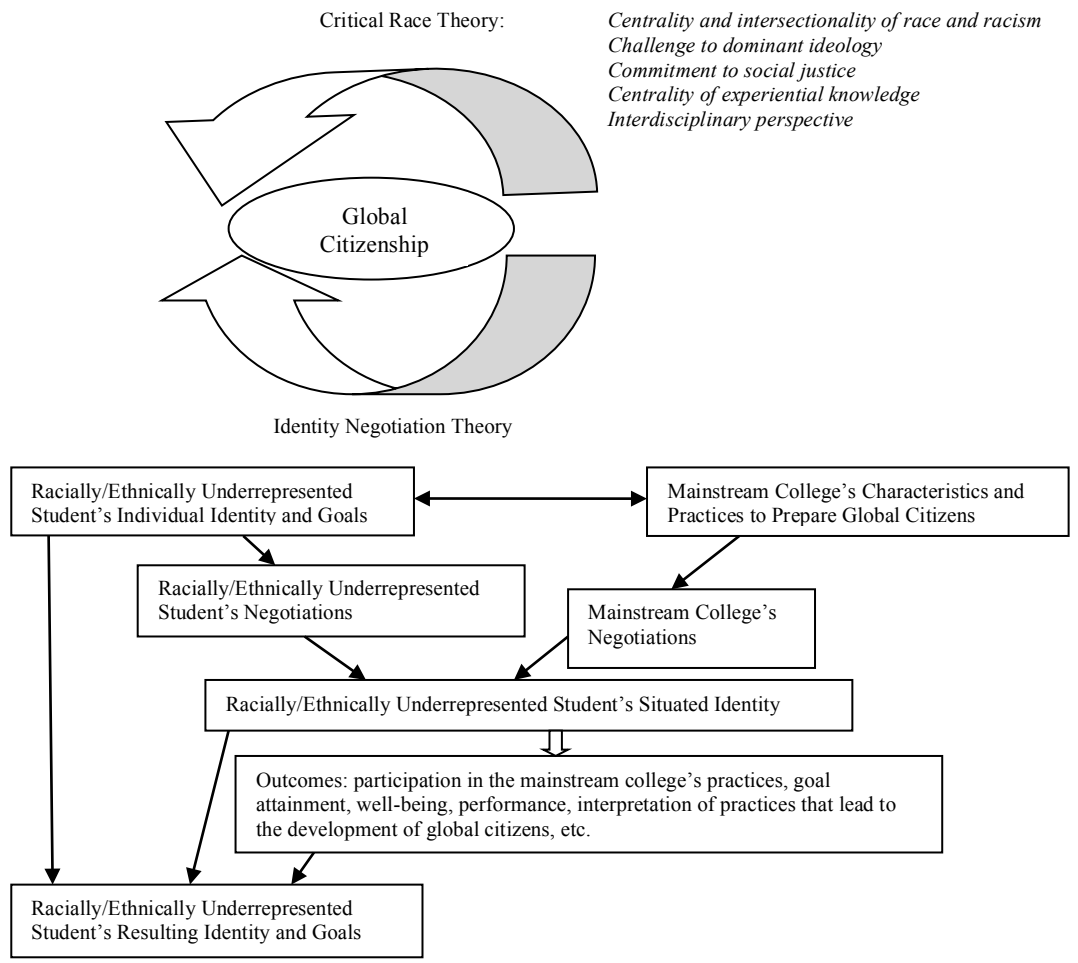 Critical Race Theory:
Centrality and intersectionality of race and racism
Challenge to dominant ideology
Commitment to social justice
Centrality of experiential knowledge
Interdisciplinary perspective
Global
Citizenship
Identity Negotiation Theory
Racially/Ethnically Underrepresented
Student’s Individual Identity and Goals
Mainstream College’s Characteristics and
Practices to Prepare Global Citizens
Racially/Ethnically Underrepresented
Student’s Negotiations
Mainstream College’s
Negotiations
Racially/Ethnically Underrepresented Student’s Situated Identity
Outcomes: participation in the mainstream college’s practices, goal
attainment, well-being, performance, interpretation of practices that lead to
the development of global citizens, etc.
Racially/Ethnically Underrepresented
Student’s Resulting Identity and Goals